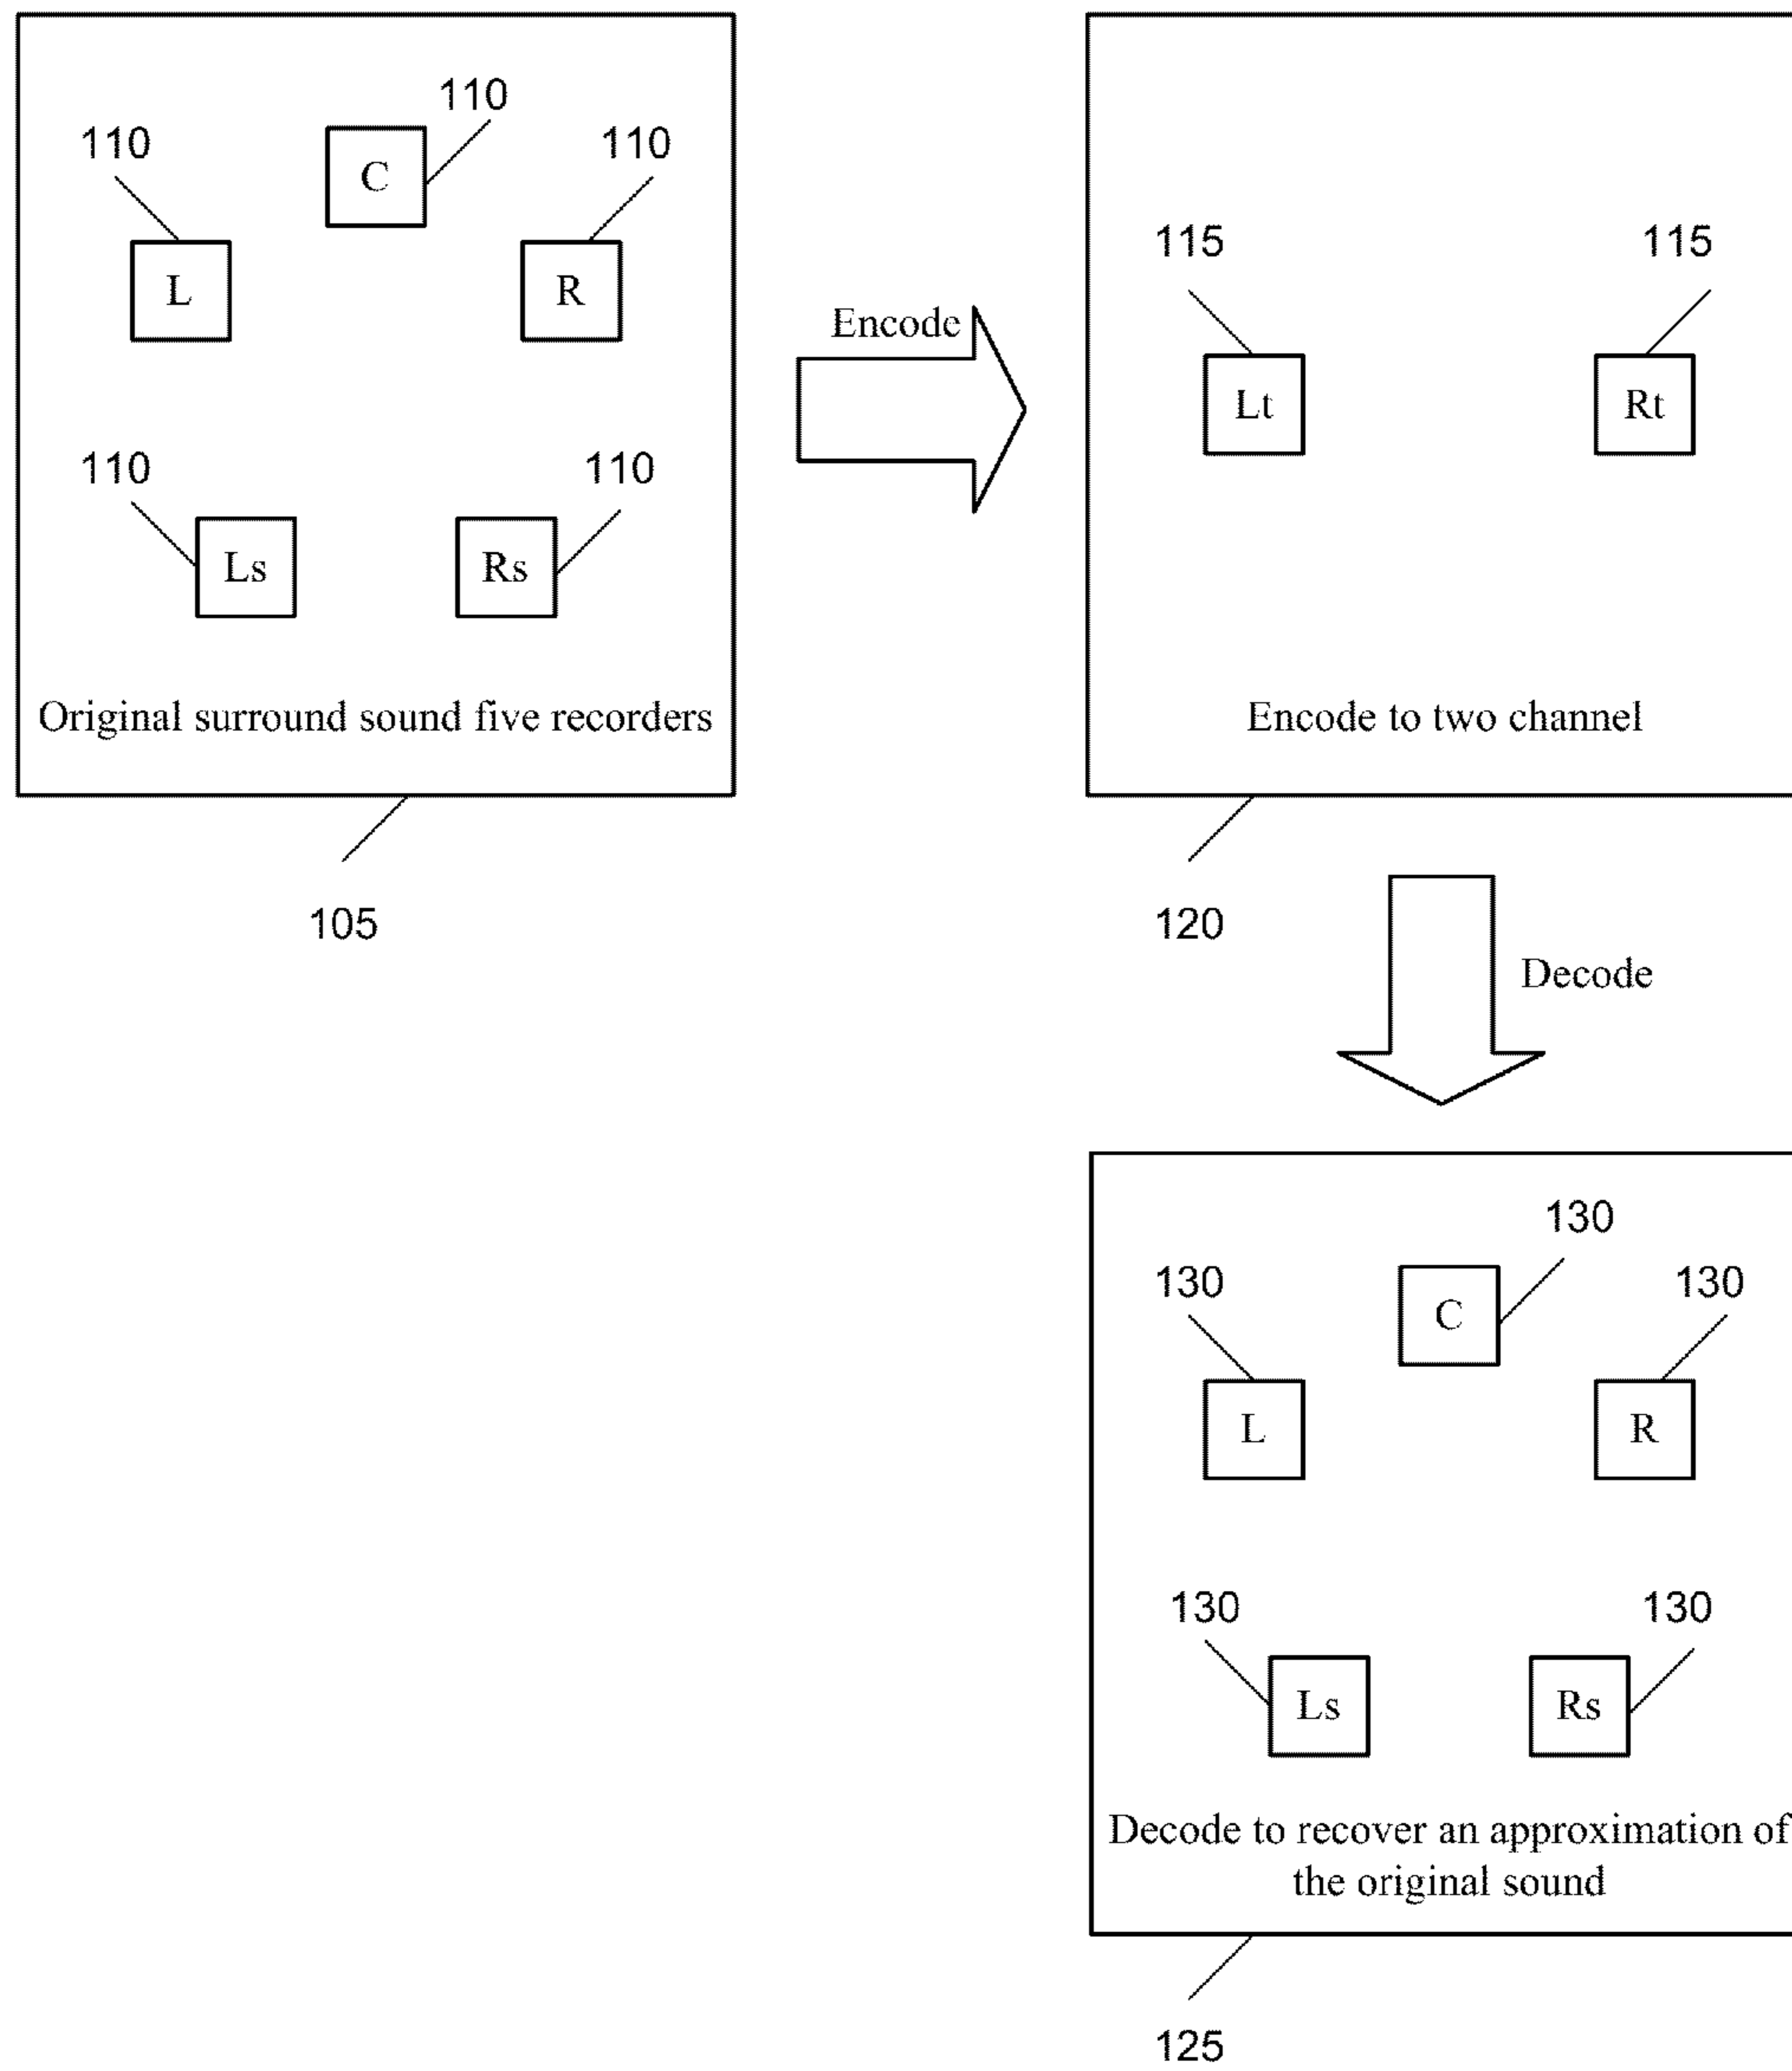 110
110
110
C
L
R
110
110
Ls
Rs
Original surround sound five recorders
105
Encode
115
115
Lt
Rt
Encode to two channel
120
Decode
130
130
130
C
L
R
130
130
Ls
Rs
Decode to recover an approximation of
the original sound
125